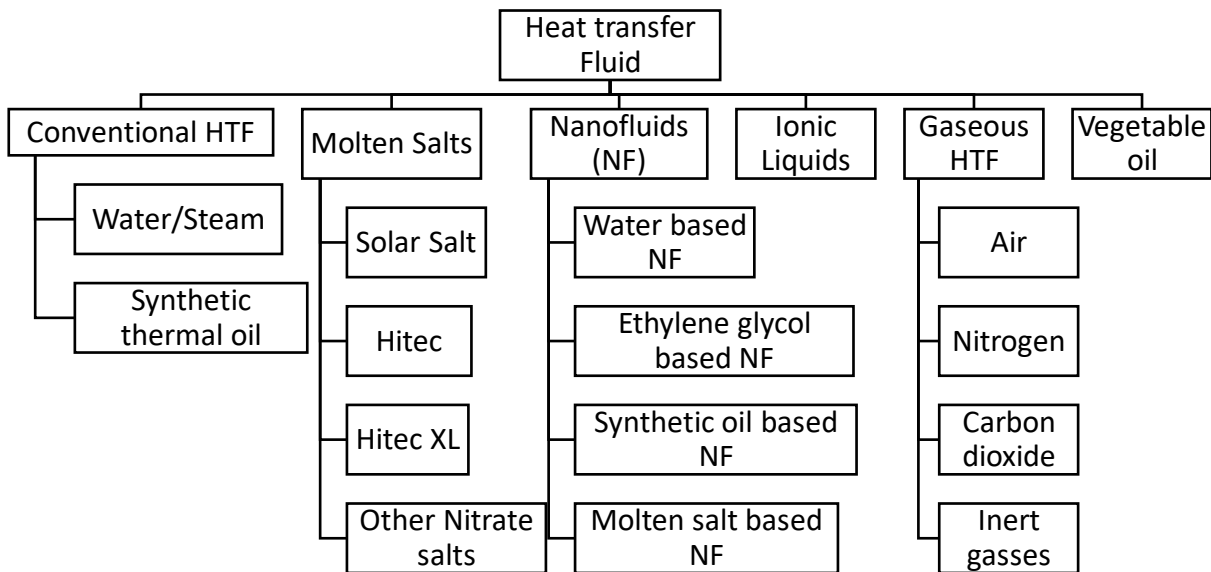 Heat transfer
Fluid
Conventional HTF
Molten Salts
Nanofluids
(NF)
Ionic
Liquids
Gaseous
HTF
Vegetable
oil
Water/Steam
Synthetic
thermal oil
Solar Salt
Hitec
Hitec XL
Other Nitrate
salts
Water based
NF
Ethylene glycol
based NF
Synthetic oil based
NF
Molten salt based
NF
Air
Nitrogen
Carbon
dioxide
Inert
gasses